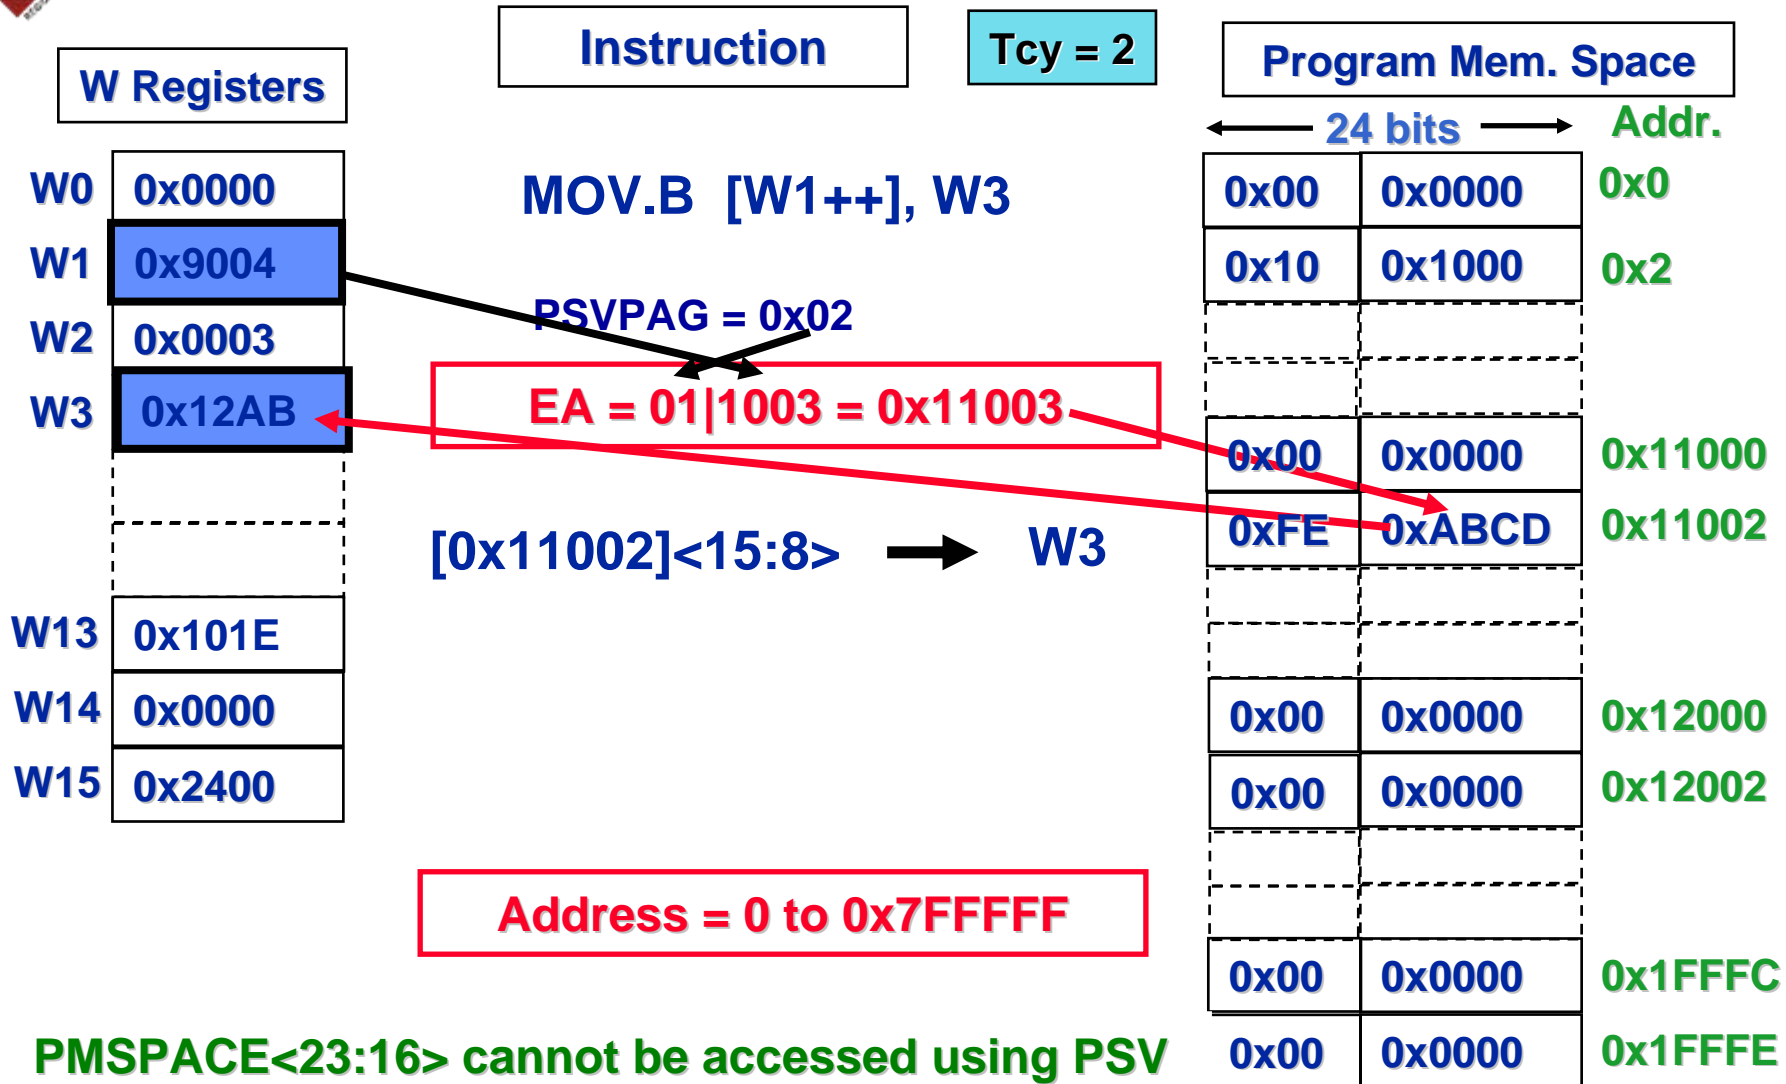 Instruction
Tcy = 2
W Registers
Program Mem. Space
24 bits
Addr.
W0 0x0000
MOV.B [W1++], W3
0x00 0x0000 0x0
W1 0x9004
0x10 0x1000 0x2
PSVPAG = 0x02
W2 0x0003
W3 0x12AB
EA = 01|1003 = 0x11003
0x00 0x0000 0x11000
[0x11002]<15:8> W3
0xFE 0xABCD 0x11002
W13 0x101E
W14 0x0000
0x00 0x0000 0x12000
W15 0x2400
0x00 0x0000 0x12002
Address = 0 to 0x7FFFFF
0x00 0x0000 0x1FFFC
PMSPACE<23:16> cannot be accessed using PSV
0x00 0x0000 0x1FFFE